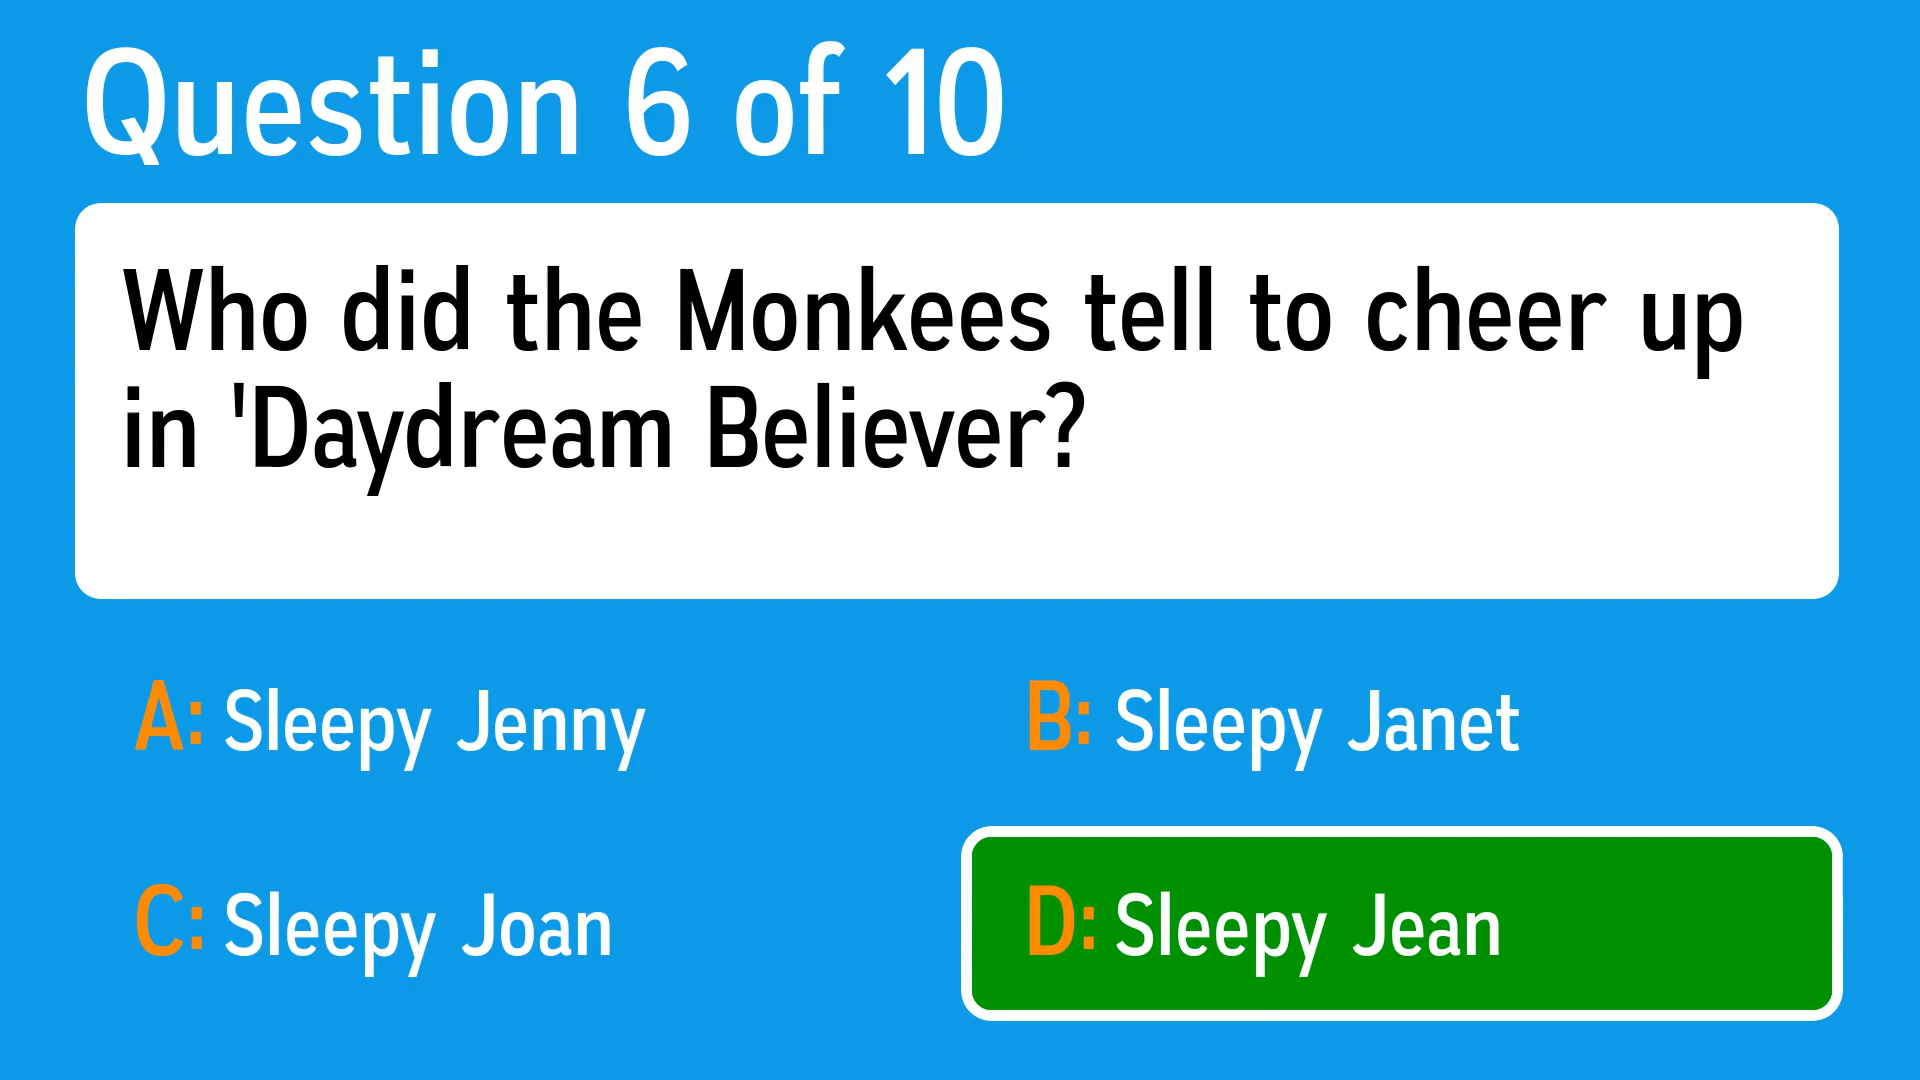 Question 6 of 10
Who did the Monkees tell to cheer up
in 'Daydream Believer?
A: Sleepy Jenny
B: Sleepy Janet
C: Sleepy Joan
D: Sleepy Jean